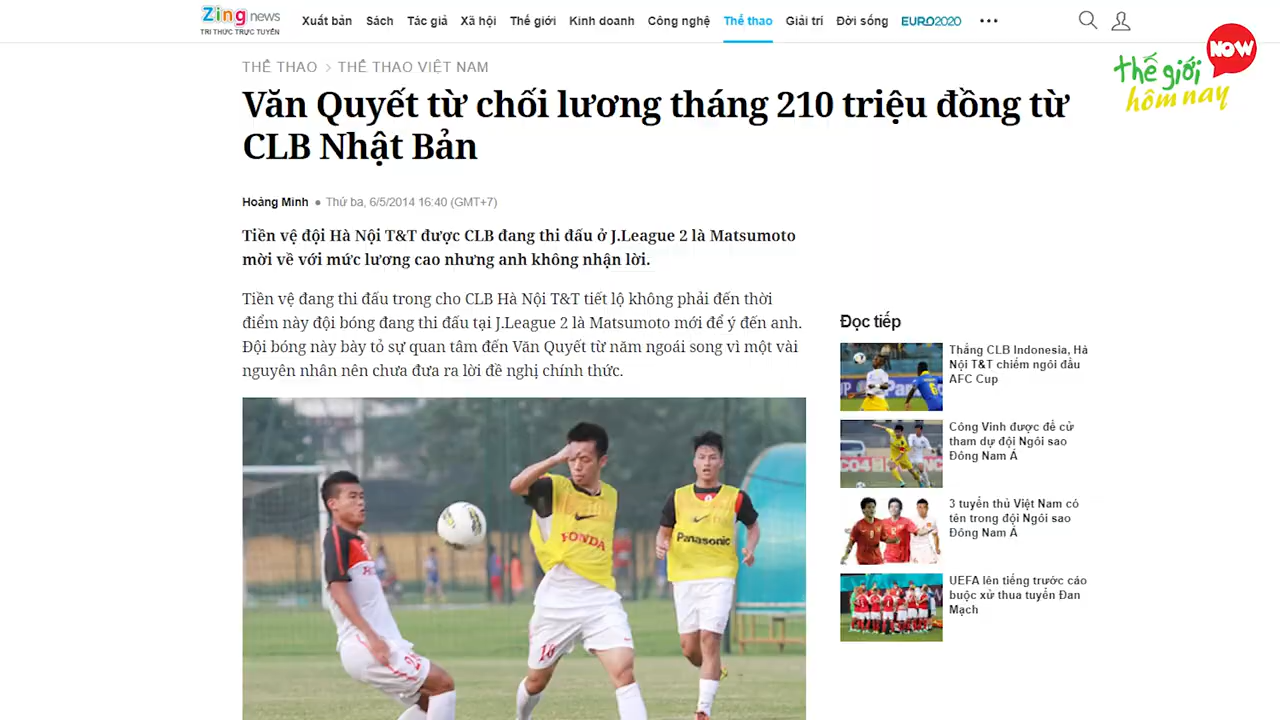 Zing news
TRI THỨC TRỰC TUYẾN
Xuất bản Sách Tác giả Xã hội Thế giới Kinh doanh Công nghệ Thể thao Giải trí Đời sống EURO2020
NOW
thế giới
hôm nay
THỂ THAO > THỂ THAO VIỆT NAM
Văn Quyết từ chối lương tháng 210 triệu đồng từ
CLB Nhật Bản
Hoàng Minh • Thứ ba, 6/5/2014 16:40 (GMT+7)
Tiền vệ đội Hà Nội T&T được CLB đang thi đấu ở J.League 2 là Matsumoto
mời về với mức lương cao nhưng anh không nhận lời.
Tiền vệ đang thi đấu trong cho CLB Hà Nội T&T tiết lộ không phải đến thời
điểm này đội bóng đang thi đấu tại J.League 2 là Matsumoto mới để ý đến anh.
Đội bóng này bày tỏ sự quan tâm đến Văn Quyết từ năm ngoái song vì một vài
nguyên nhân nên chưa đưa ra lời đề nghị chính thức.
HONDA
Panasonic
10
Đọc tiếp
Thắng CLB Indonesia, Hà
Nội T&T chiếm ngôi đầu
AFC Cup
Công Vinh được đề cử
tham dự đội Ngôi sao
Đông Nam Á
3 tuyển thủ Việt Nam có
tên trong đội Ngôi sao
Đông Nam Á
UEFA lên tiếng trước cáo
buộc xử thua tuyển Đan
Mạch